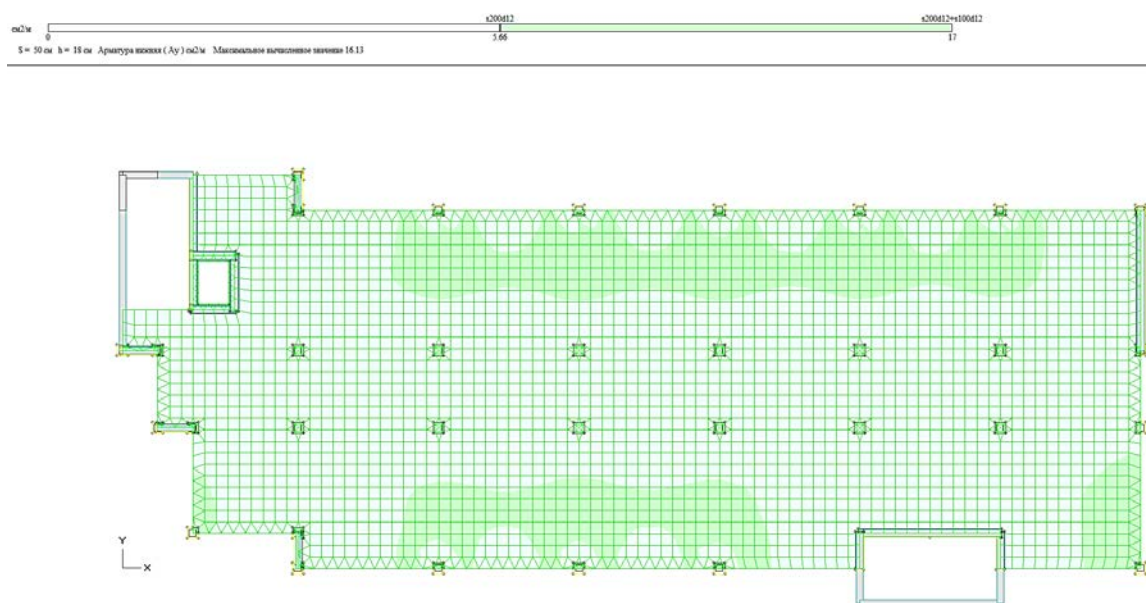 s200d12 s200d12+s100d12
см2/м
0 5.66 17
S = 50 см h = 18 см Арматура нижняя ( Ау ) см2/м Максимальное вычисленное значение 16.13
Y
X